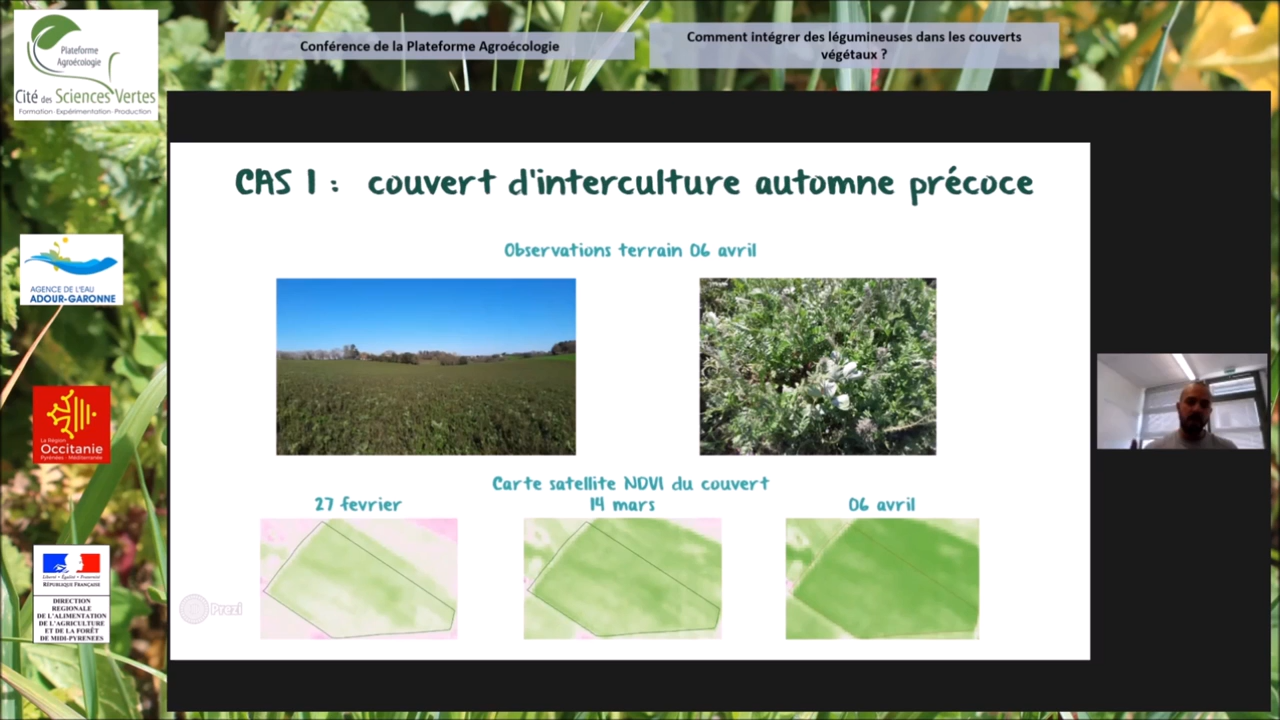 Plateforme
Agroécologie
Cité des Sciences Vertes
Formation-Expérimentation-Production
Conférence de la Plateforme Agroécologie
Comment intégrer des légumineuses dans les couverts
végétaux ?
CAS 1 : couvert d'interculture automne précoce
Observations terrain 06 avril
Carte satellite NDVI du couvert
27 fevrier
14 mars
06 avril
Prezi
AGENCE DE L'EAU
ADOUR-GARONNE
La Région
Occitanie
Pyrénées - Méditerranée
Liberté • Égalité • Fraternité
RÉPUBLIQUE FRANÇAISE
DIRECTION
REGIONALE
DE L'ALIMENTATION
DE L'AGRICULTURE
ET DE LA FORÊT
DE MIDI-PYRENEES